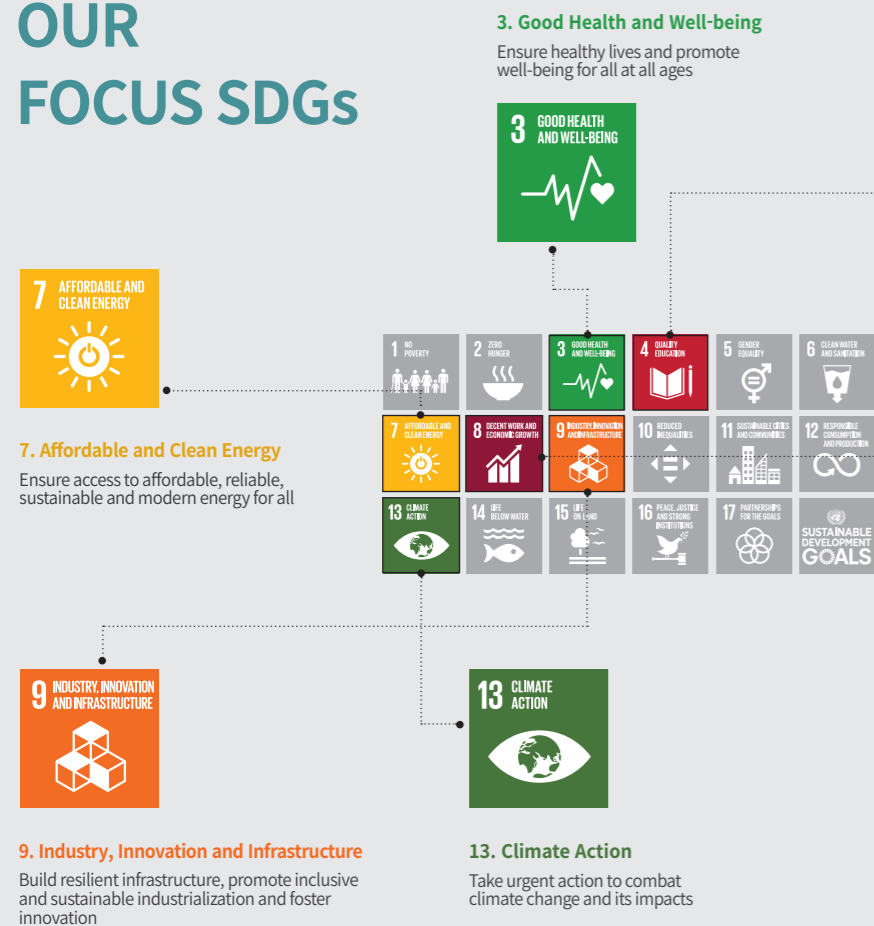 OUR
FOCUS SDGs
3. Good Health and Well-being
Ensure healthy lives and promote
well-being for all at all ages
3 GOOD HEALTH
AND WELL-BEING
7 AFFORDABLE AND
CLEAN ENERGY
7. Affordable and Clean Energy
Ensure access to affordable, reliable,
sustainable and modern energy for all
1 NO
POVERTY
2 ZERO
HUNGER
3 GOOD HEALTH
AND WELL-BEING
4 QUALITY
EDUCATION
5 GENDER
EQUALITY
6 CLEAN WATER
AND SANITATION
7 AFFORDABLE AND
CLEAN ENERGY
8 DECENT WORK AND
ECONOMIC GROWTH
9 INDUSTRY, INNOVATION
AND INFRASTRUCTURE
10 REDUCED
INEQUALITIES
11 SUSTAINABLE CITIES
AND COMMUNITIES
12 RESPONSIBLE
CONSUMPTION
AND PRODUCTION
13 CLIMATE
ACTION
14 LIFE
BELOW WATER
15 LIFE
ON LAND
16 PEACE, JUSTICE
AND STRONG
INSTITUTIONS
17 PARTNERSHIPS
FOR THE GOALS
SUSTAINABLE
DEVELOPMENT
GOALS
9 INDUSTRY, INNOVATION
AND INFRASTRUCTURE
9. Industry, Innovation and Infrastructure
Build resilient infrastructure, promote inclusive
and sustainable industrialization and foster
innovation
13 CLIMATE
ACTION
13. Climate Action
Take urgent action to combat
climate change and its impacts